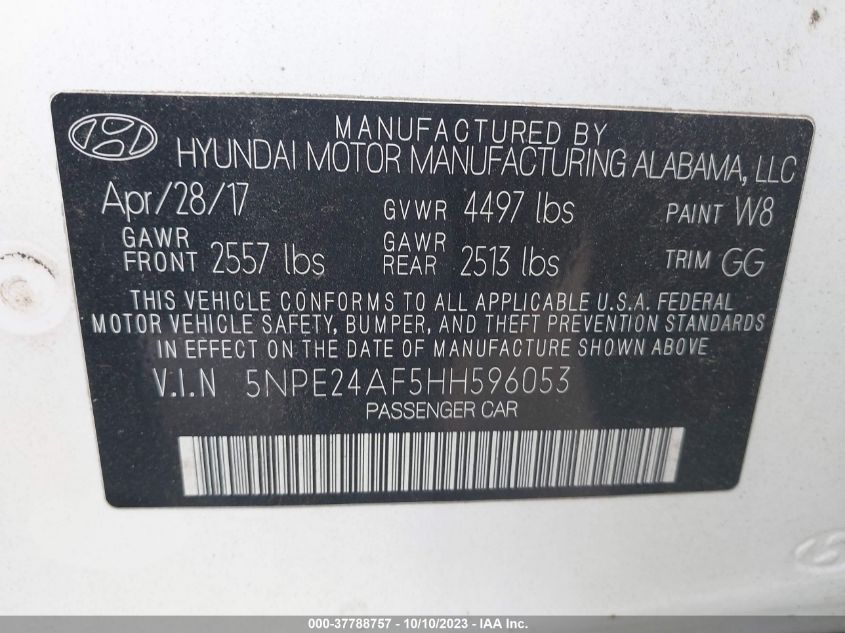 MANUFACTURED BY
HYUNDAI MOTOR MANUFACTURING ALABAMA, LLC
Apr/28/17 GVWR 4497 lbs PAINT W8
GAWR FRONT 2557 lbs GAWR REAR 2513 lbs TRIM GG
THIS VEHICLE CONFORMS TO ALL APPLICABLE U.S.A. FEDERAL
MOTOR VEHICLE SAFETY, BUMPER, AND THEFT PREVENTION STANDARDS
IN EFFECT ON THE DATE OF MANUFACTURE SHOWN ABOVE
V.I.N 5NPE24AF5HH596053
PASSENGER CAR
000-37788757 - 10/10/2023 - IAA Inc.